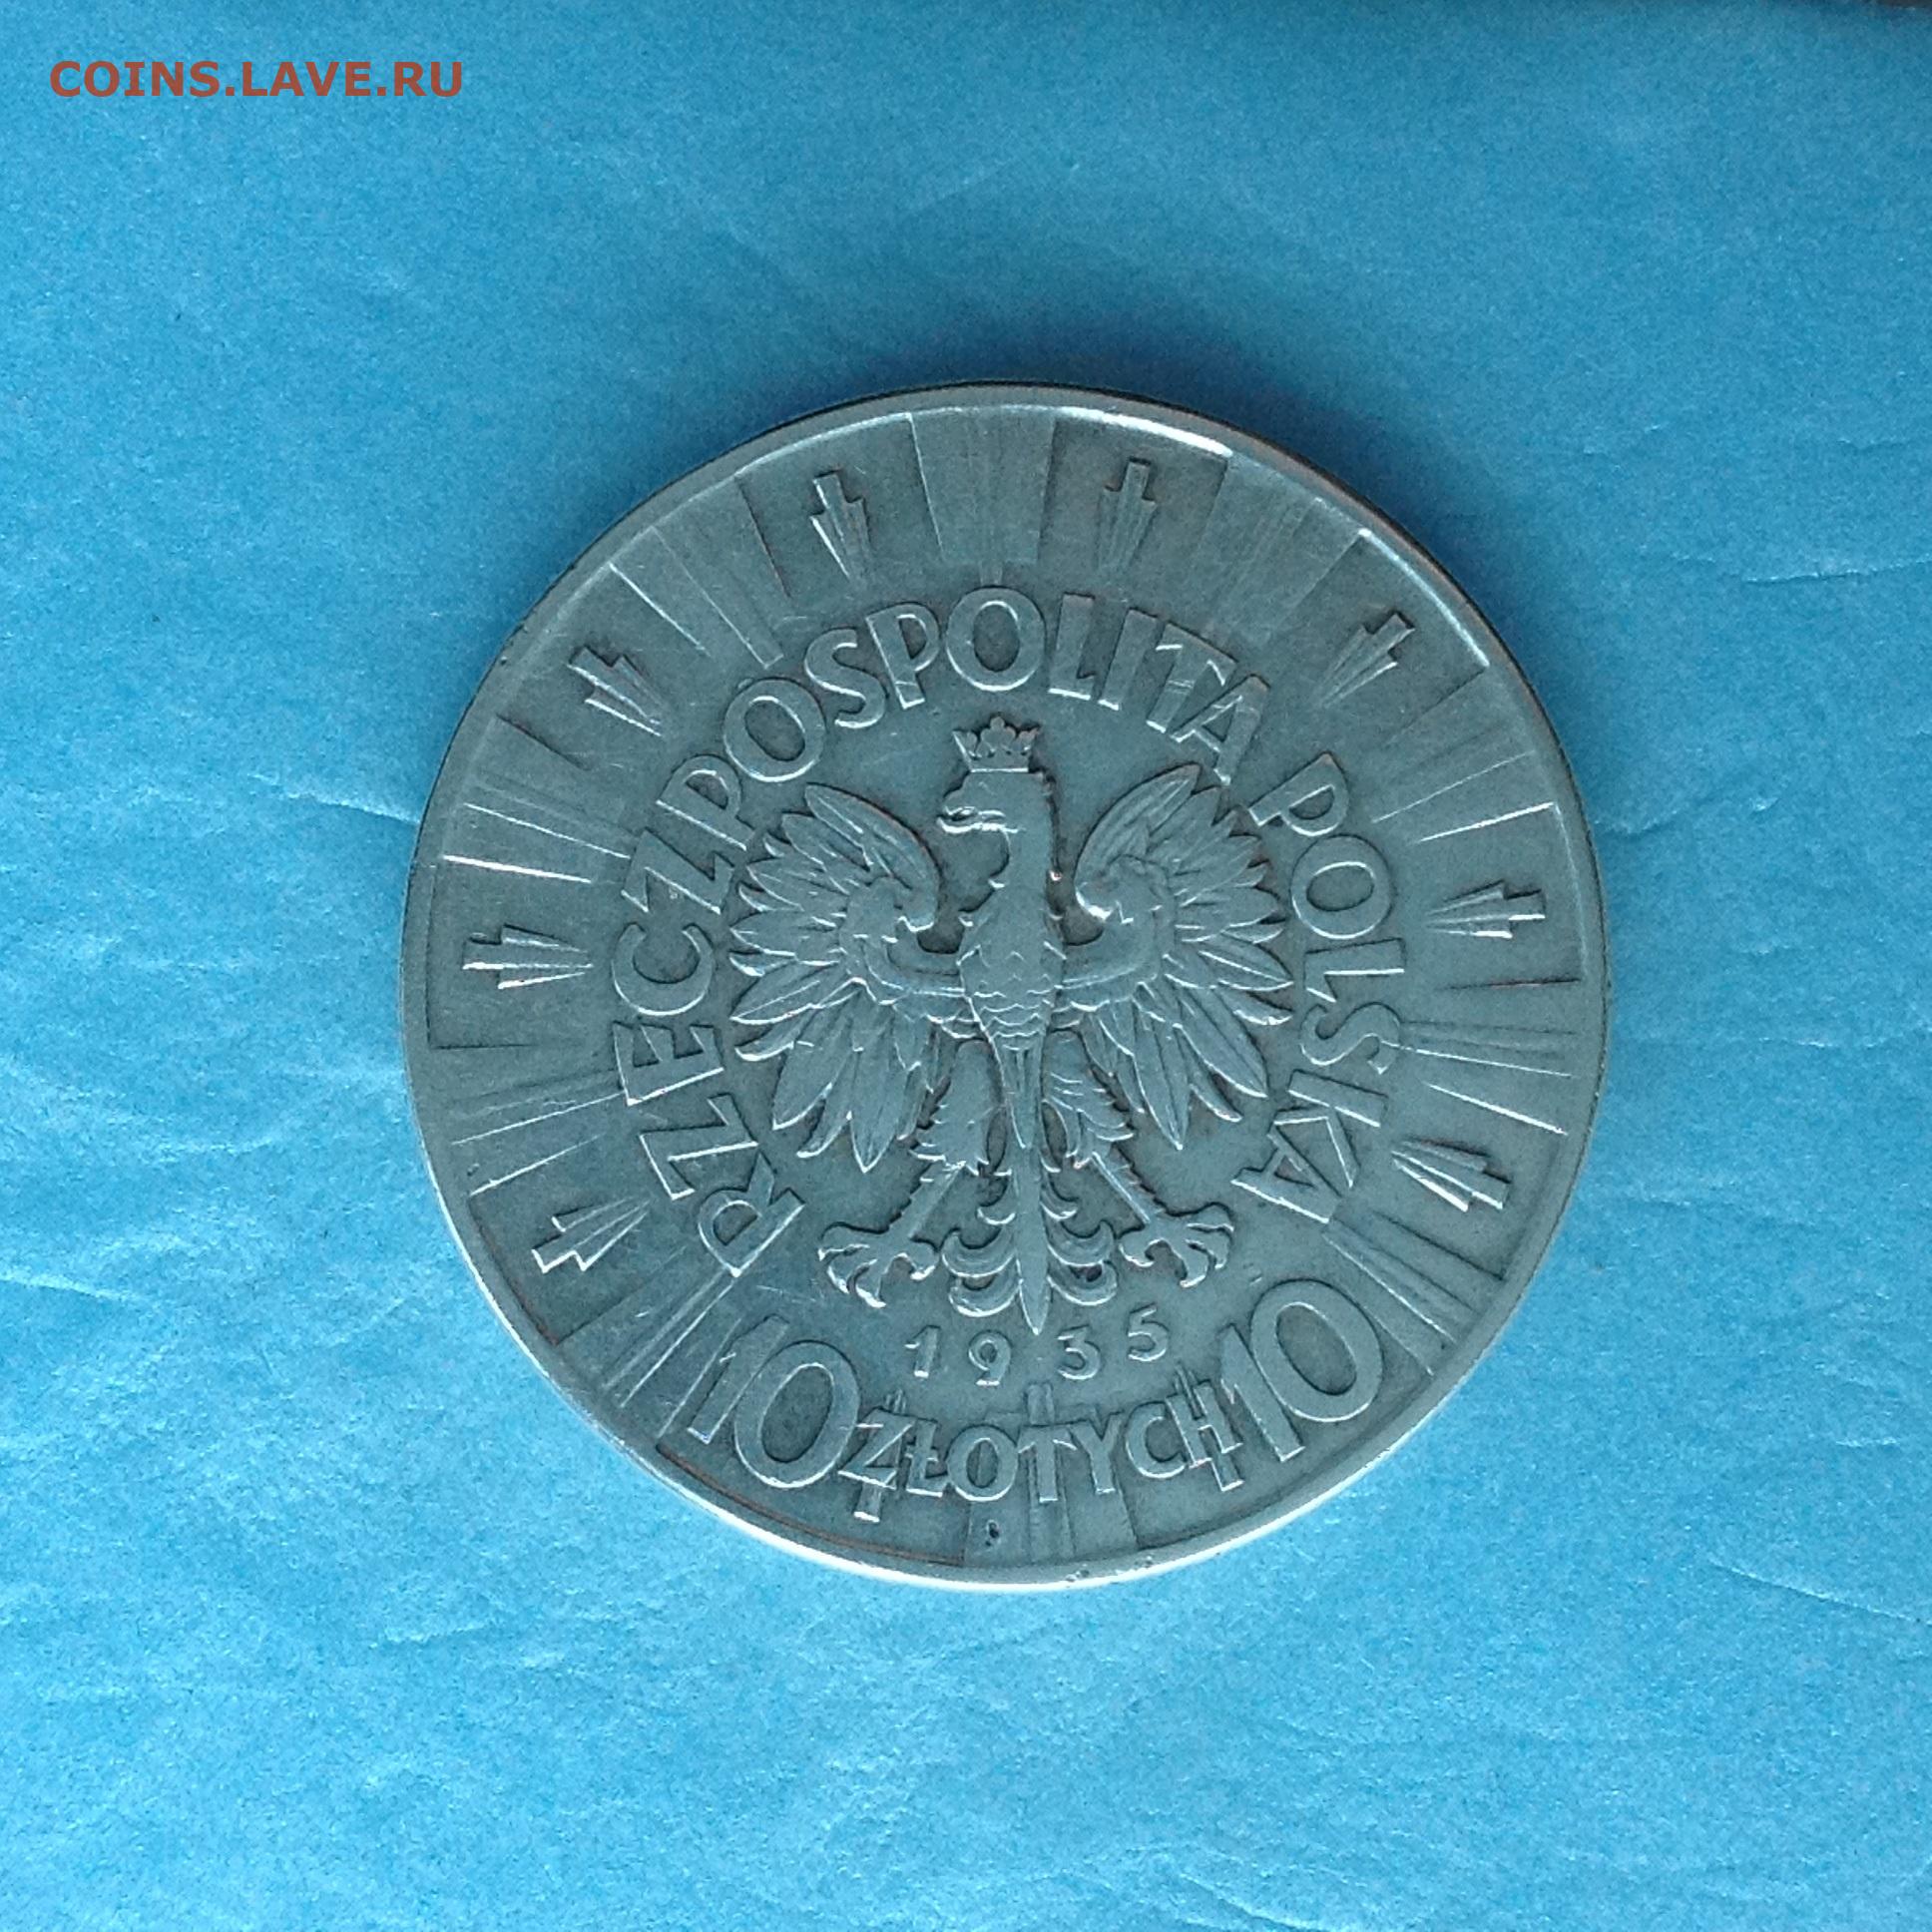 COINS.LAVE.RU
RZECZPOSPOLITA POLSKA
1935
10 ZŁOTYCH 10